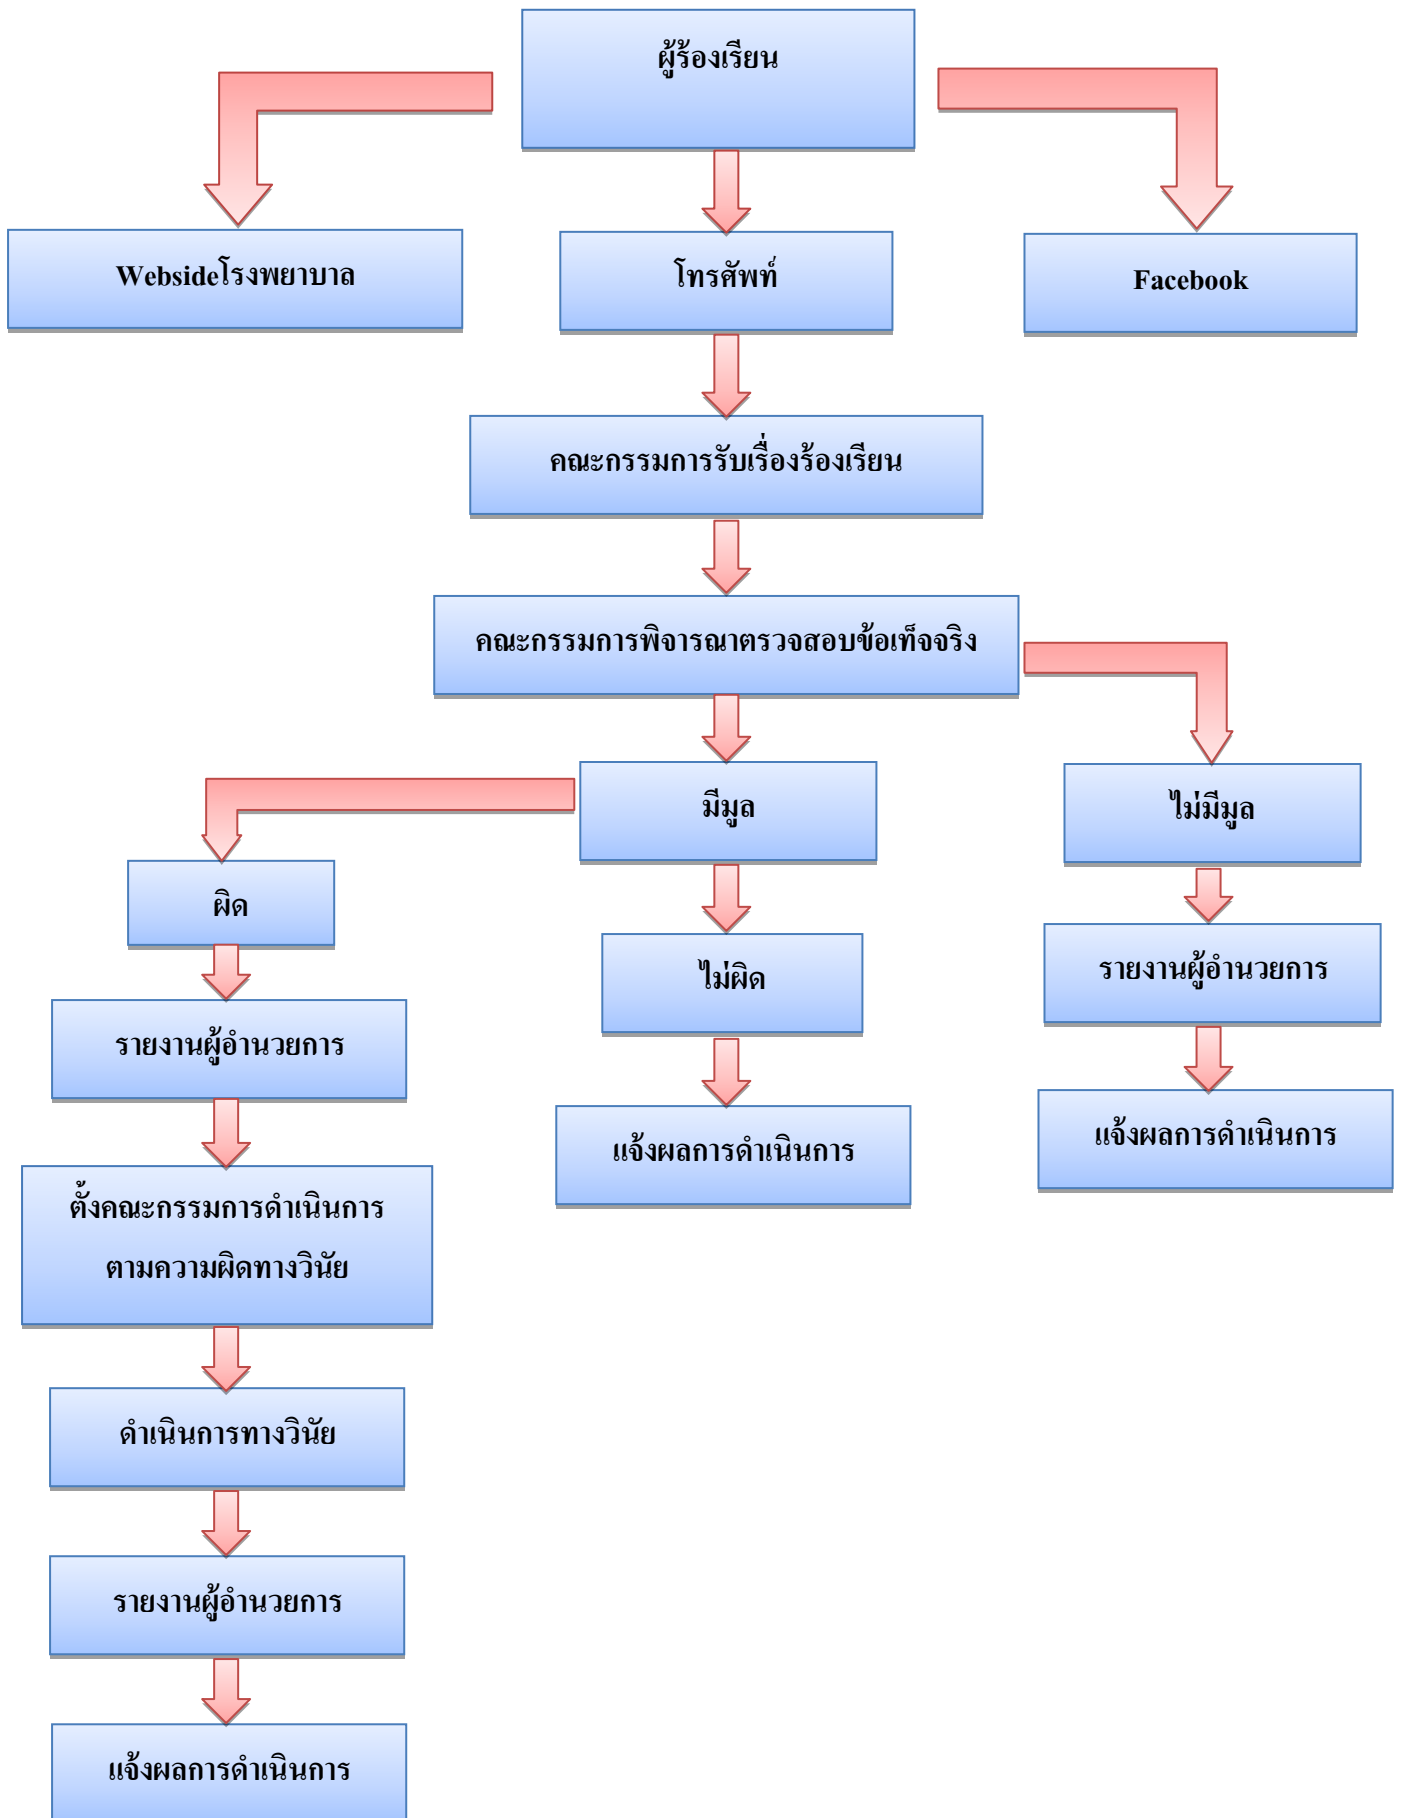 ผู้ร้องเรียน
Websideโรงพยาบาล
โทรศัพท์
Facebook
คณะกรรมการรับเรื่องร้องเรียน
คณะกรรมการพิจารณาตรวจสอบข้อเท็จจริง
มีมูล
ไม่มีมูล
ผิด
ไม่ผิด
รายงานผู้อำนวยการ
รายงานผู้อำนวยการ
แจ้งผลการดำเนินการ
แจ้งผลการดำเนินการ
ตั้งคณะกรรมการดำเนินการ
ตามความผิดทางวินัย
ดำเนินการทางวินัย
รายงานผู้อำนวยการ
แจ้งผลการดำเนินการ